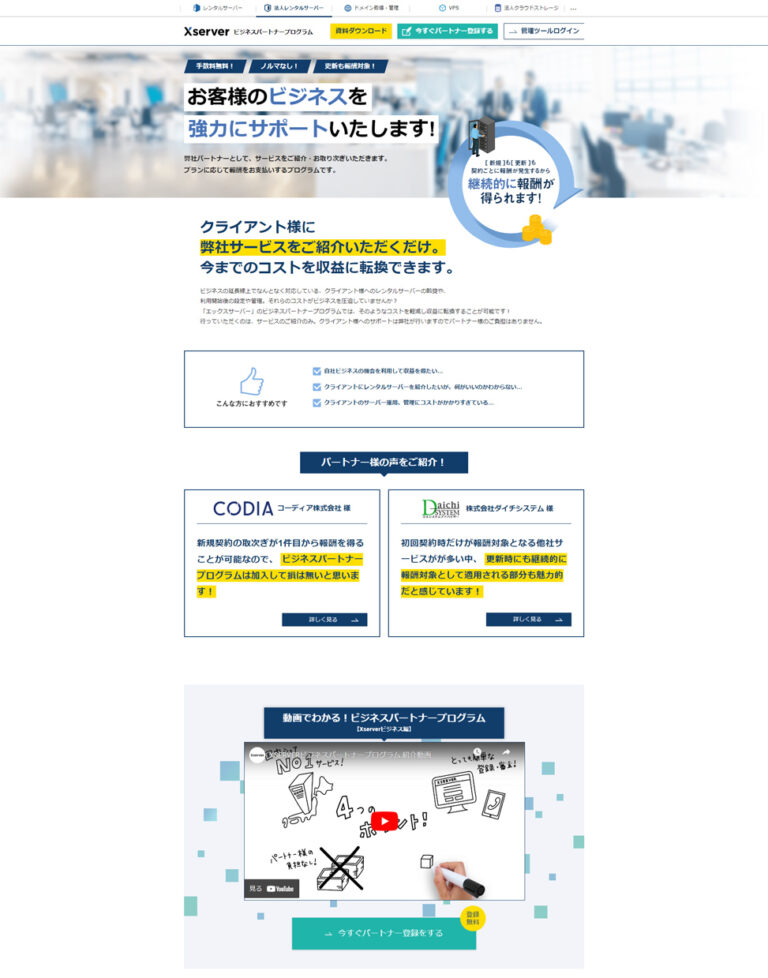 レンタルサーバー
法人レンタルサーバー
ドメイン取得・管理
VPS
法人クラウドストレージ
…
Xserver ビジネスパートナープログラム
資料ダウンロード
今すぐパートナー登録する
管理ツールログイン
手数料無料！
ノルマなし！
更新も報酬対象！
お客様のビジネスを
強力にサポートいたします!
弊社パートナーとして、サービスをご紹介・お取り次ぎいただきます。
プランに応じて報酬をお支払いするプログラムです。
[ 新規 ]も[ 更新 ]も
契約ごとに報酬が発生するから
継続的に報酬が
得られます!
クライアント様に
弊社サービスをご紹介いただくだけ。
今までのコストを収益に転換できます。
ビジネスの延長線上でなんとなく対応している、クライアント様へのレンタルサーバーの斡旋や、
利用開始後の設定や管理。それらのコストがビジネスを圧迫していませんか？
「エックスサーバー」のビジネスパートナープログラムでは、そのようなコストを軽減し収益に転換することが可能です！
行っていただくのは、サービスのご紹介のみ。クライアント様へのサポートは弊社が行いますのでパートナー様のご負担はありません。
こんな方におすすめです
自社ビジネスの機会を利用して収益を得たい…
クライアントにレンタルサーバーを紹介したいが、何がいいのかわからない…
クライアントのサーバー運用、管理にコストがかかりすぎている…
パートナー様の声をご紹介！
CODIA コーディア株式会社 様
新規契約の取次ぎが1件目から報酬を得る
ことが可能なので、ビジネスパートナー
プログラムは加入して損は無いと思いま
す！
詳しく見る
Daichi SYSTEM 株式会社ダイチシステム 様
初回契約時だけが報酬対象となる他社サ
ービスがが多い中、更新時にも継続的に
報酬対象として適用される部分も魅力的
だと感じています！
詳しく見る
動画でわかる！ビジネスパートナープログラム
【Xserverビジネス編】
NO1
サービス！
とっても簡単な
登録・導入！
4つの
ポイント！
パートナー様の
負担なし！
見る YouTube
登録
無料
今すぐパートナー登録をする